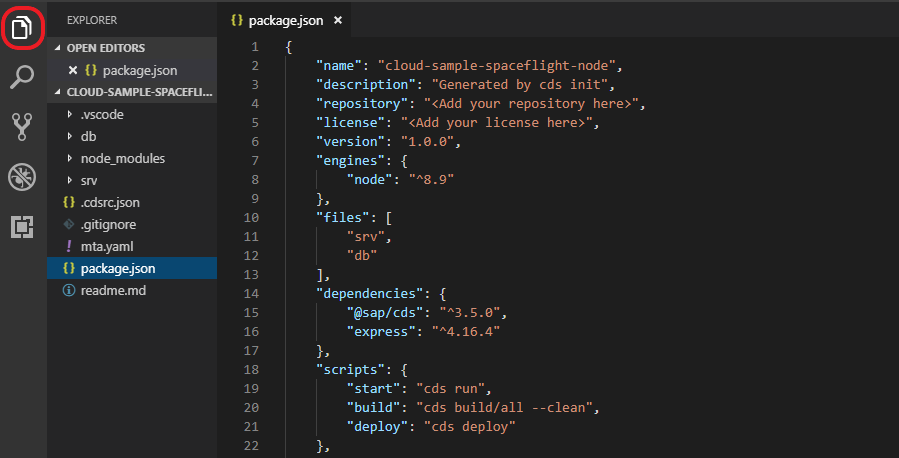 EXPLORER
OPEN EDITORS
{} package.json
CLOUD-SAMPLE-SPACEFLI...
.vscode
db
node_modules
srv
{} .cdsrc.json
.gitignore
! mta.yaml
{} package.json
readme.md
{} package.json ×
1 {
2 "name": "cloud-sample-spaceflight-node",
3 "description": "Generated by cds init",
4 "repository": "<Add your repository here>",
5 "license": "<Add your license here>",
6 "version": "1.0.0",
7 "engines": {
8 "node": "^8.9"
9 },
10 "files": [
11 "srv",
12 "db"
13 ],
14 "dependencies": {
15 "@sap/cds": "^3.5.0",
16 "express": "^4.16.4"
17 },
18 "scripts": {
19 "start": "cds run",
20 "build": "cds build/all --clean",
21 "deploy": "cds deploy"
22 },